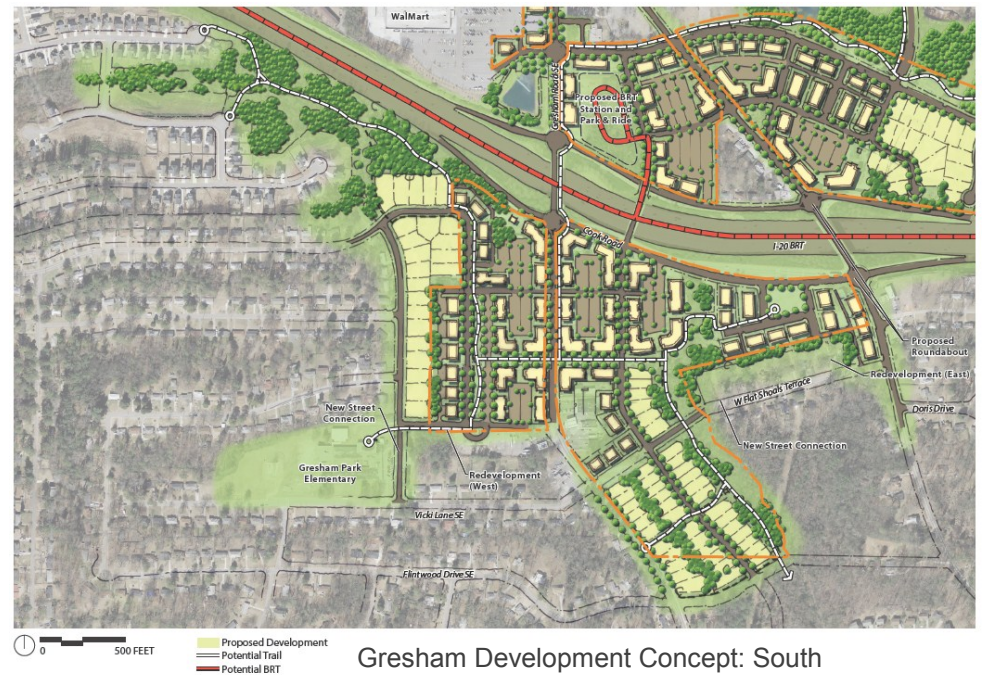 WalMart
Gresham Road SE
Proposed BRT
Station and
Park & Ride
Cook Road
I-20 BRT
Proposed
Roundabout
Redevelopment (East)
W Flat Shoals Terrace
Doris Drive
New Street
Connection
New Street Connection
Gresham Park
Elementary
Redevelopment
(West)
Vicki Lane SE
Flintwood Drive SE
0 500 FEET
Proposed Development
Potential Trail
Potential BRT
Gresham Development Concept: South